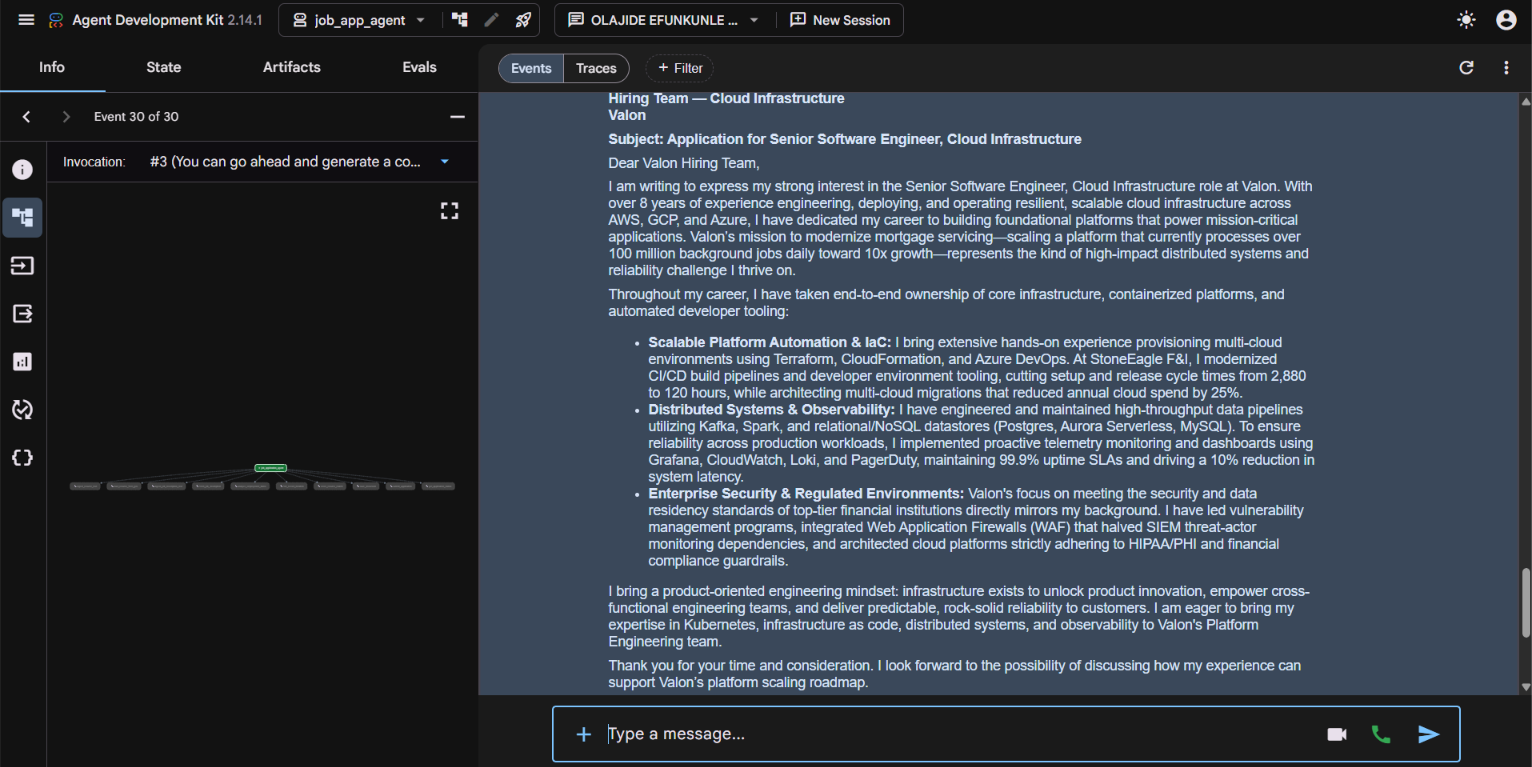 Agent Development Kit 2.14.1
job_app_agent
OLAJIDE EFUNKUNLE ...
New Session
Info
State
Artifacts
Evals
Events
Traces
+ Filter
Event 30 of 30
Invocation: #3 (You can go ahead and generate a co...
Hiring Team — Cloud Infrastructure
Valon
Subject: Application for Senior Software Engineer, Cloud Infrastructure
Dear Valon Hiring Team,
I am writing to express my strong interest in the Senior Software Engineer, Cloud Infrastructure role at Valon. With
over 8 years of experience engineering, deploying, and operating resilient, scalable cloud infrastructure across
AWS, GCP, and Azure, I have dedicated my career to building foundational platforms that power mission-critical
applications. Valon's mission to modernize mortgage servicing—scaling a platform that currently processes over
100 million background jobs daily toward 10x growth—represents the kind of high-impact distributed systems and
reliability challenge I thrive on.
Throughout my career, I have taken end-to-end ownership of core infrastructure, containerized platforms, and
automated developer tooling:
• Scalable Platform Automation & IaC: I bring extensive hands-on experience provisioning multi-cloud
environments using Terraform, CloudFormation, and Azure DevOps. At StoneEagle F&I, I modernized
CI/CD build pipelines and developer environment tooling, cutting setup and release cycle times from 2,880
to 120 hours, while architecting multi-cloud migrations that reduced annual cloud spend by 25%.
• Distributed Systems & Observability: I have engineered and maintained high-throughput data pipelines
utilizing Kafka, Spark, and relational/NoSQL datastores (Postgres, Aurora Serverless, MySQL). To ensure
reliability across production workloads, I implemented proactive telemetry monitoring and dashboards using
Grafana, CloudWatch, Loki, and PagerDuty, maintaining 99.9% uptime SLAs and driving a 10% reduction in
system latency.
• Enterprise Security & Regulated Environments: Valon's focus on meeting the security and data
residency standards of top-tier financial institutions directly mirrors my background. I have led vulnerability
management programs, integrated Web Application Firewalls (WAF) that halved SIEM threat-actor
monitoring dependencies, and architected cloud platforms strictly adhering to HIPAA/PHI and financial
compliance guardrails.
I bring a product-oriented engineering mindset: infrastructure exists to unlock product innovation, empower cross-
functional engineering teams, and deliver predictable, rock-solid reliability to customers. I am eager to bring my
expertise in Kubernetes, infrastructure as code, distributed systems, and observability to Valon's Platform
Engineering team.
Thank you for your time and consideration. I look forward to the possibility of discussing how my experience can
support Valon's platform scaling roadmap.
Type a message...